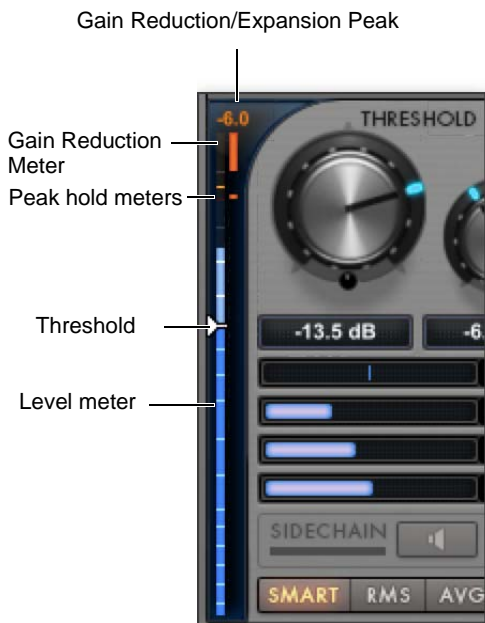 Gain Reduction/Expansion Peak
-6.0
THRESHOLD
Gain Reduction
Meter
Peak hold meters
Threshold
-13.5 dB
-6.
Level meter
SIDECHAIN
SMART RMS AVG